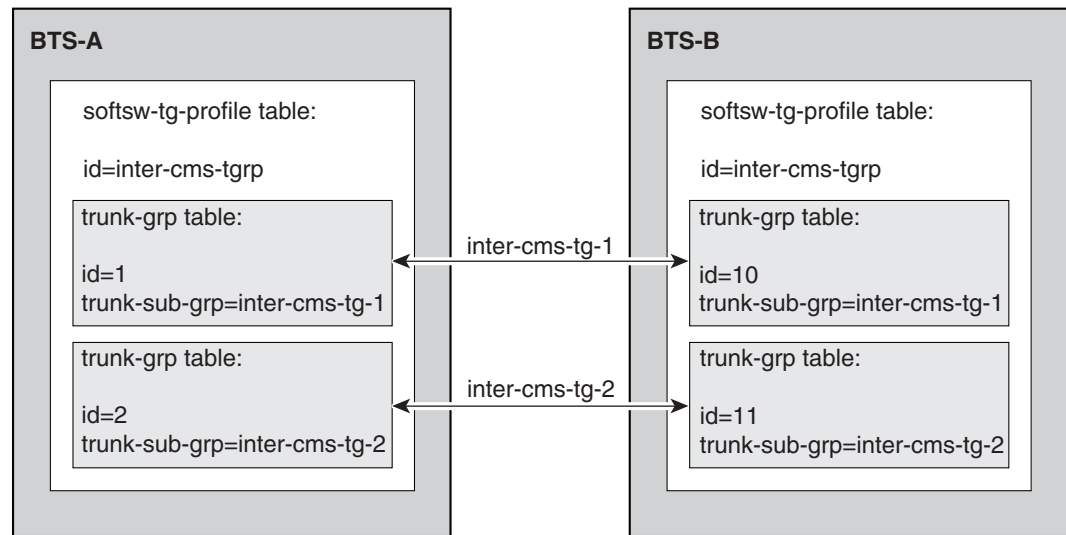 BTS-A
softsw-tg-profile table:
id=inter-cms-tgrp
trunk-grp table:
id=1
trunk-sub-grp=inter-cms-tg-1
trunk-grp table:
id=2
trunk-sub-grp=inter-cms-tg-2
inter-cms-tg-1
inter-cms-tg-2
BTS-B
softsw-tg-profile table:
id=inter-cms-tgrp
trunk-grp table:
id=10
trunk-sub-grp=inter-cms-tg-1
trunk-grp table:
id=11
trunk-sub-grp=inter-cms-tg-2